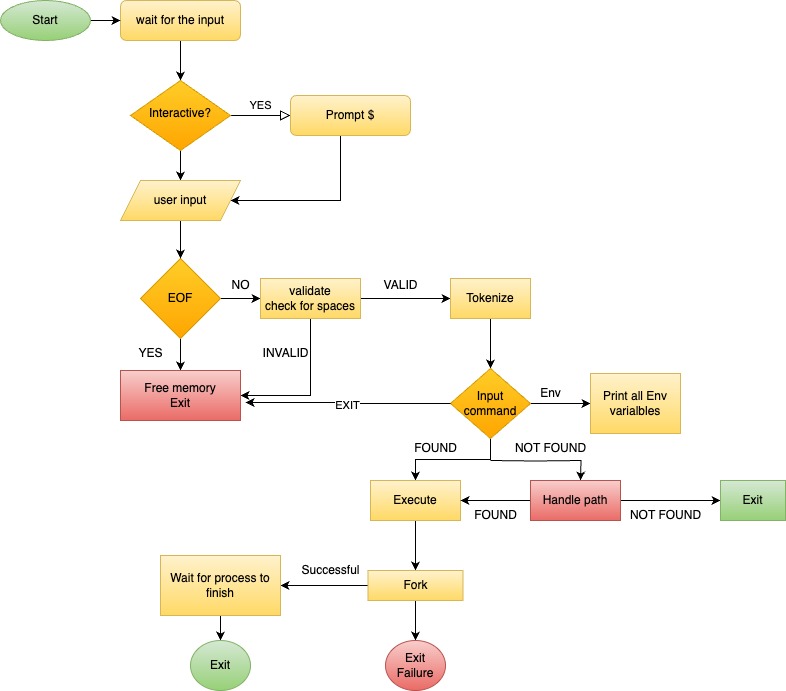 Start
wait for the input
Interactive?
YES
Prompt $
user input
EOF
NO
validate
check for spaces
VALID
Tokenize
YES
INVALID
Free memory
Exit
EXIT
Input
command
Env
Print all Env
varialbles
FOUND
NOT FOUND
Execute
Handle path
Exit
FOUND
NOT FOUND
Wait for process to
finish
Successful
Fork
Exit
Exit
Failure